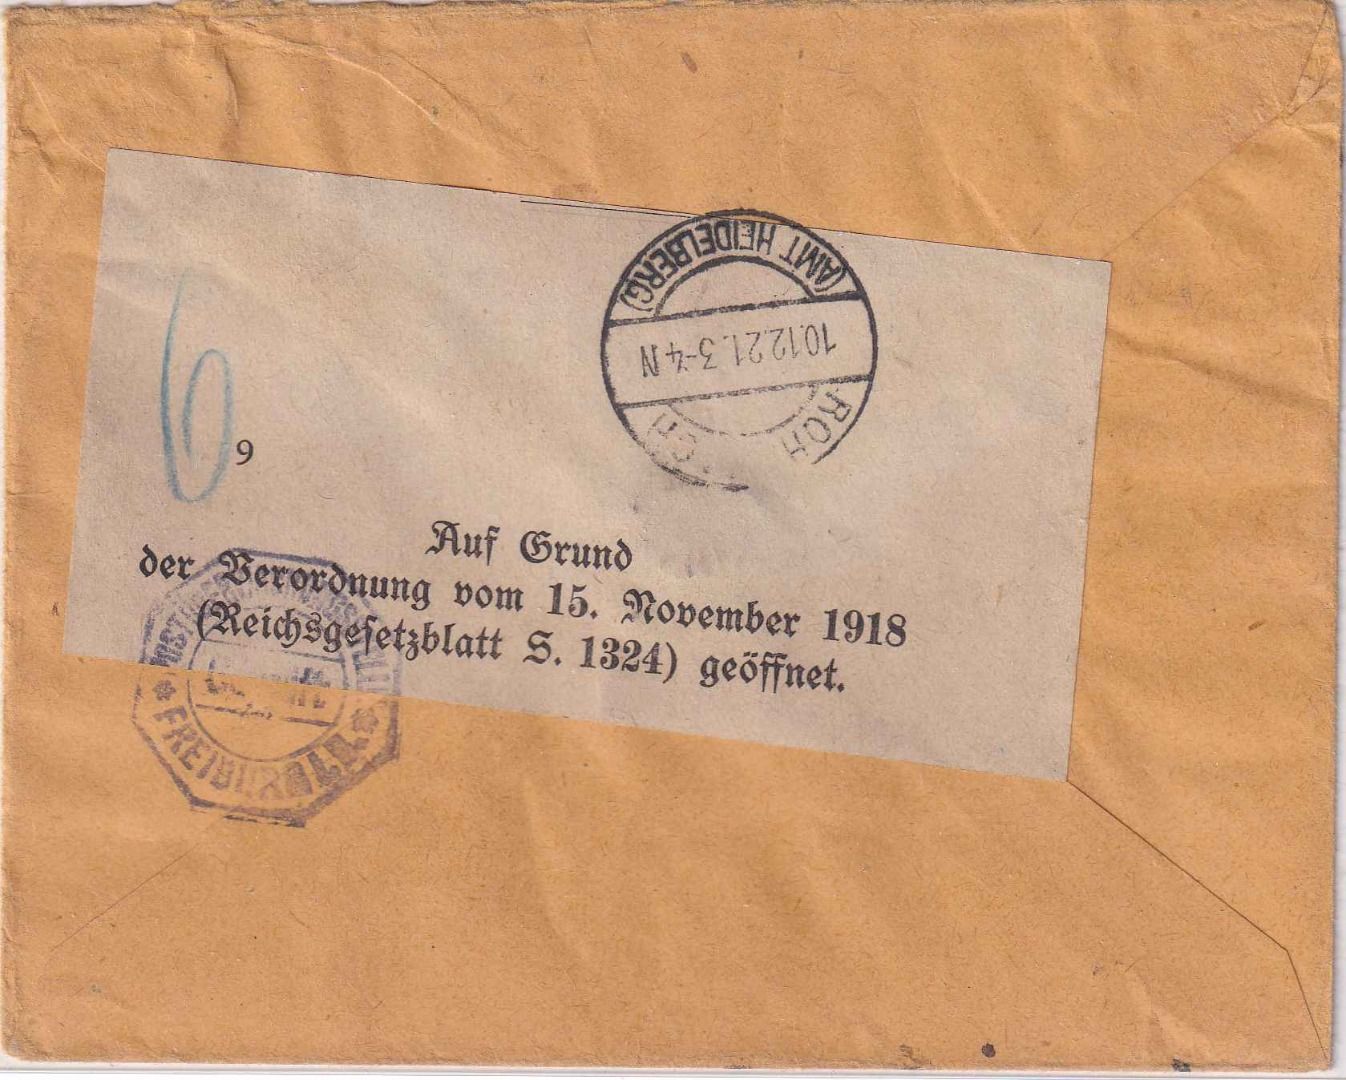 (AMT HEIDELBERG)
10.12.21. 3-4 N
6
9
Auf Grund
der Verordnung vom 15. November 1918
(Reichsgesetzblatt S. 1324) geöffnet.
* FREIBURG I. B. *